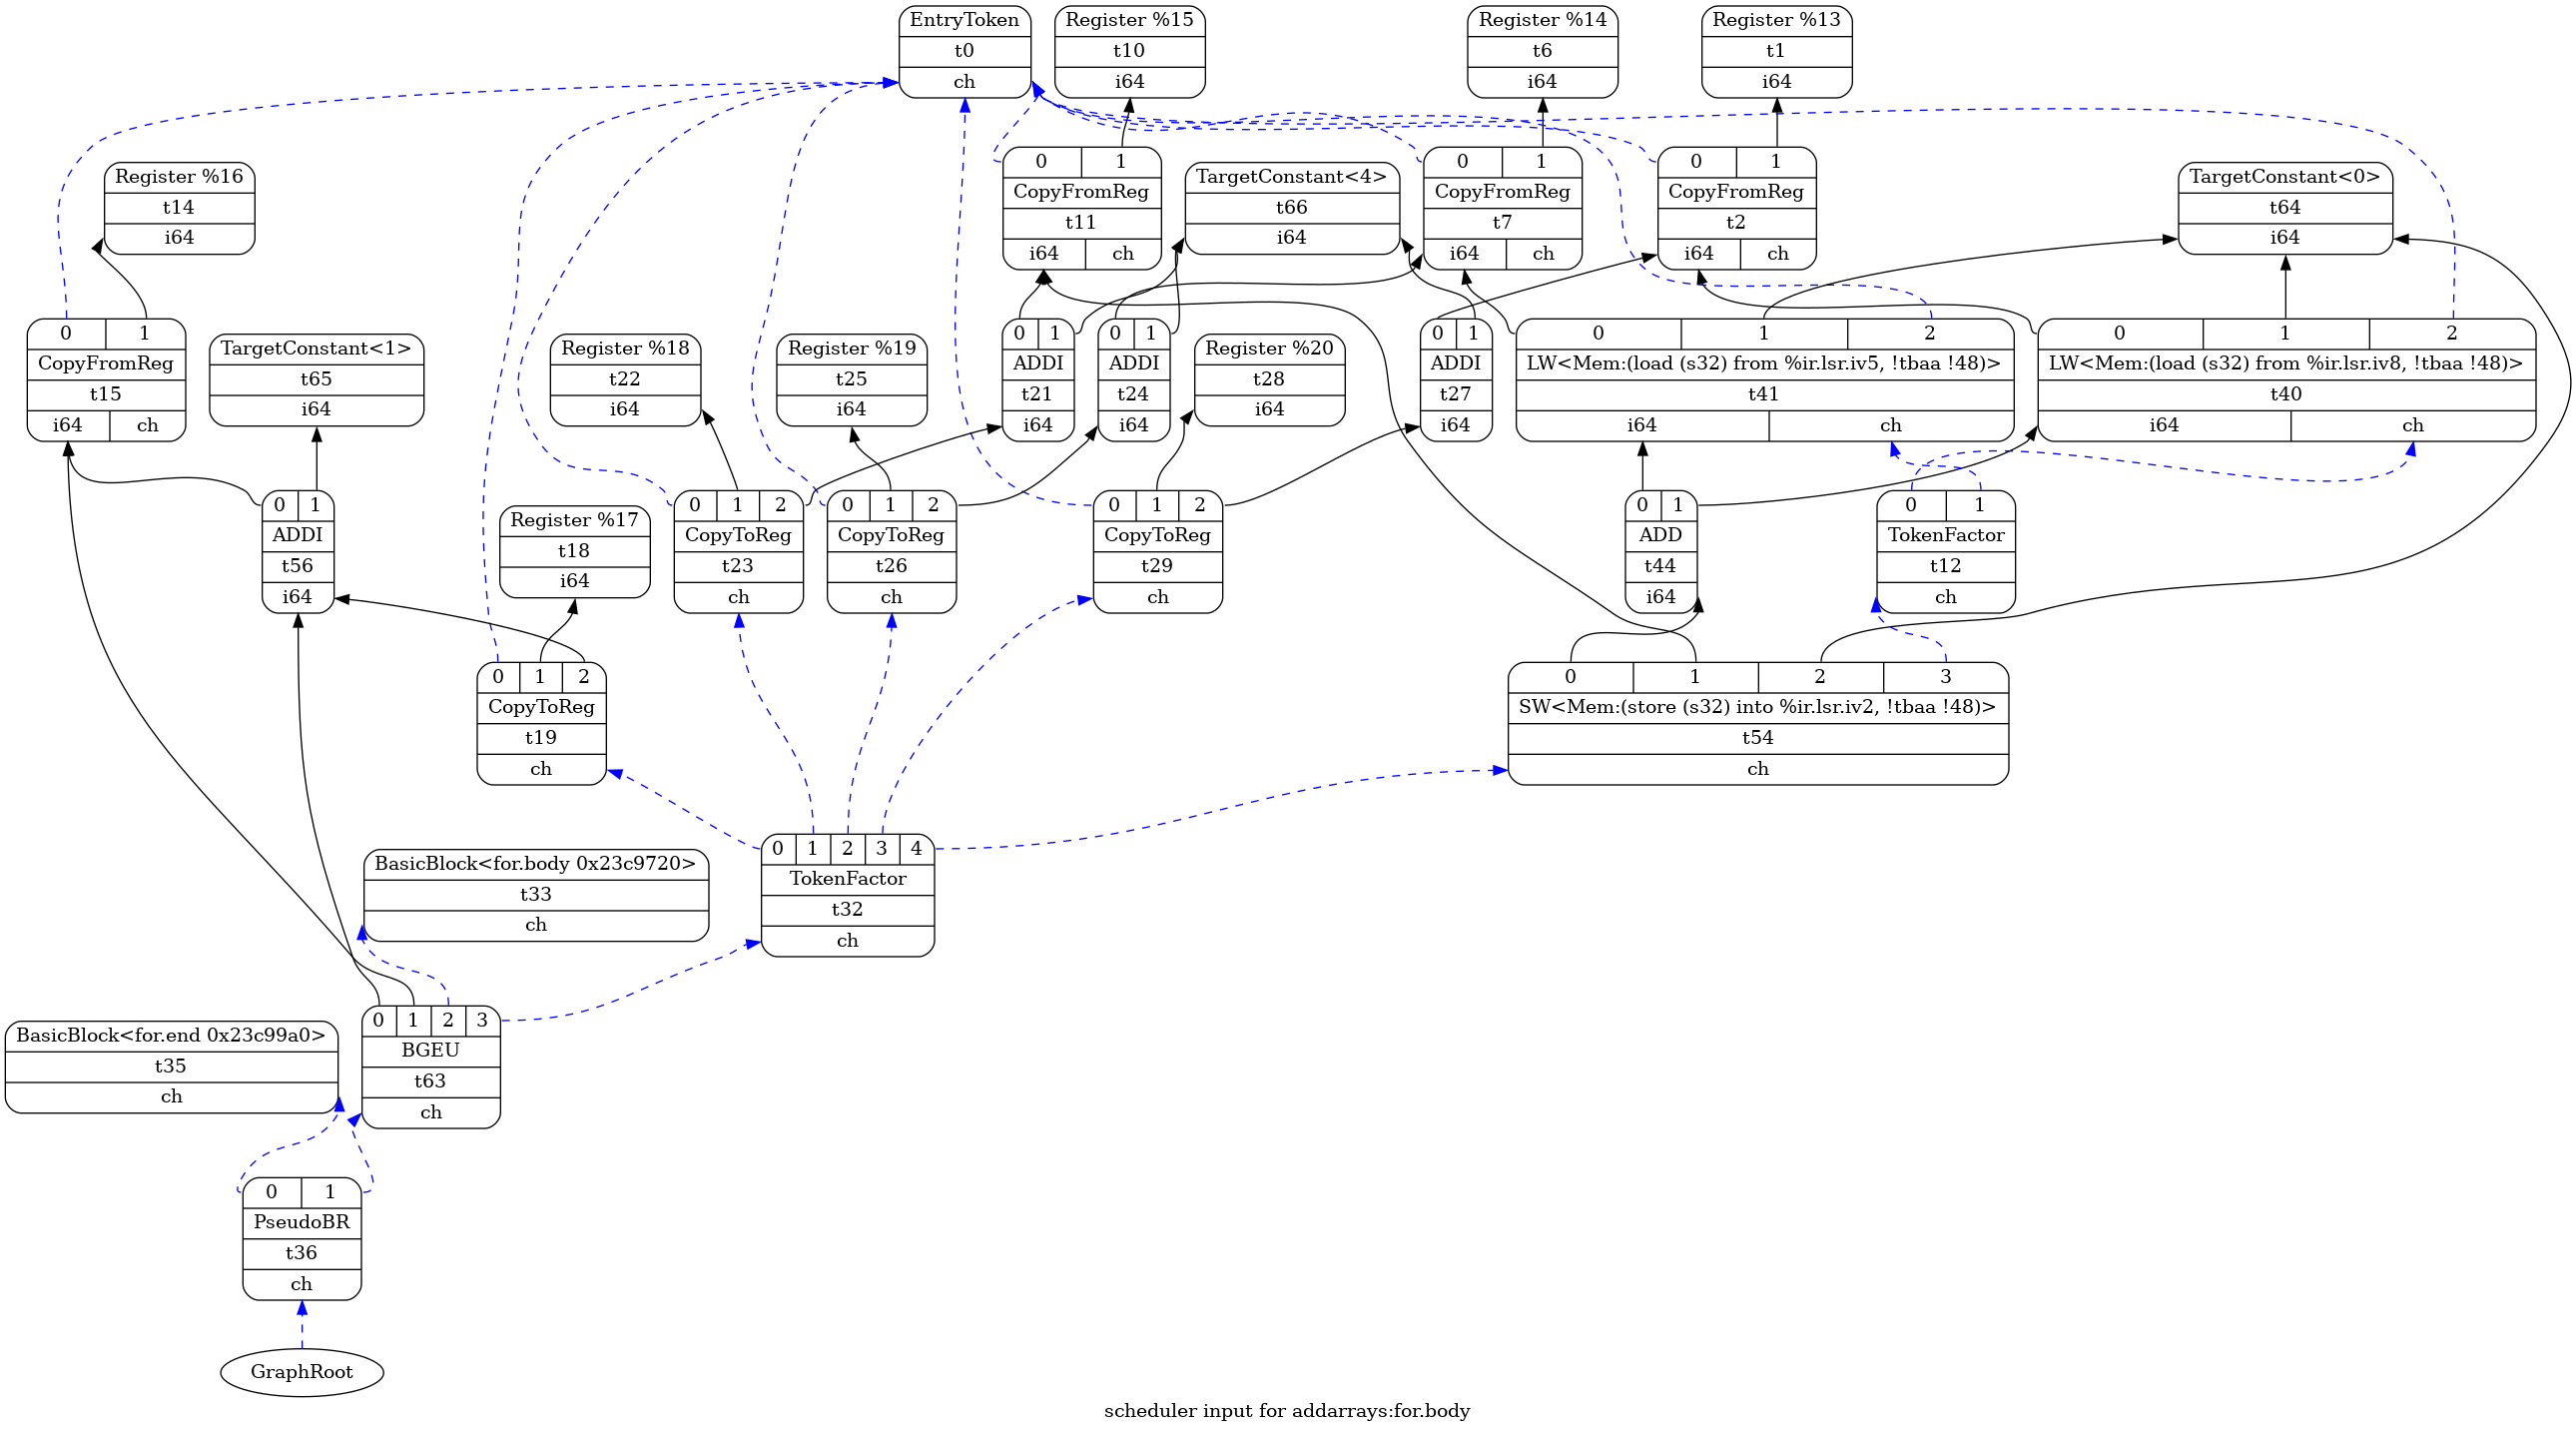 EntryToken
t0
ch
Register %15
t10
i64
Register %14
t6
i64
Register %13
t1
i64
Register %16
t14
i64
0 1
CopyFromReg
t11
i64 ch
TargetConstant<4>
t66
i64
0 1
CopyFromReg
t7
i64 ch
0 1
CopyFromReg
t2
i64 ch
TargetConstant<0>
t64
i64
0 1
CopyFromReg
t15
i64 ch
TargetConstant<1>
t65
i64
Register %18
t22
i64
Register %19
t25
i64
0 1
ADDI
t21
i64
0 1
ADDI
t24
i64
Register %20
t28
i64
0 1
ADDI
t27
i64
0 1 2
LW<Mem:(load (s32) from %ir.lsr.iv5, !tbaa !48)>
t41
i64 ch
0 1 2
LW<Mem:(load (s32) from %ir.lsr.iv8, !tbaa !48)>
t40
i64 ch
0 1
ADDI
t56
i64
Register %17
t18
i64
0 1 2
CopyToReg
t23
ch
0 1 2
CopyToReg
t26
ch
0 1 2
CopyToReg
t29
ch
0 1
ADD
t44
i64
0 1
TokenFactor
t12
ch
0 1 2
CopyToReg
t19
ch
0 1 2 3
SW<Mem:(store (s32) into %ir.lsr.iv2, !tbaa !48)>
t54
ch
BasicBlock<for.body 0x23c9720>
t33
ch
0 1 2 3 4
TokenFactor
t32
ch
BasicBlock<for.end 0x23c99a0>
t35
ch
0 1 2 3
BGEU
t63
ch
0 1
PseudoBR
t36
ch
GraphRoot
scheduler input for addarrays:for.body